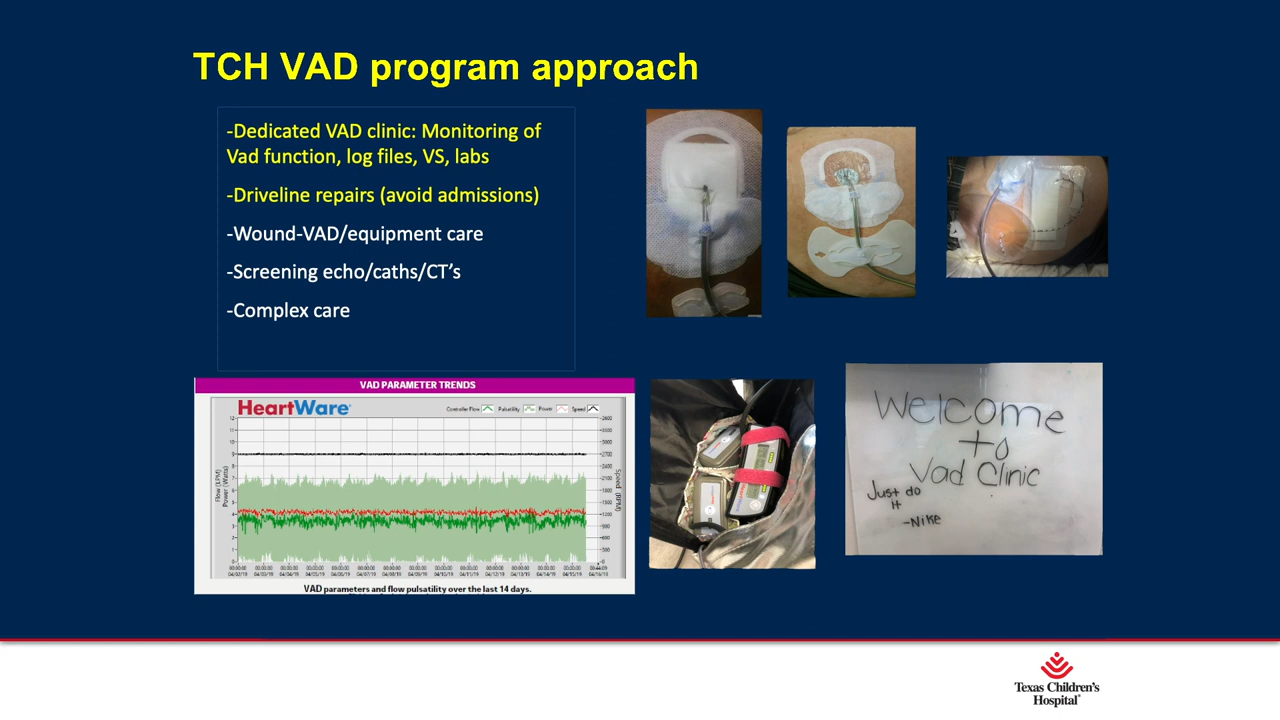 TCH VAD program approach
-Dedicated VAD clinic: Monitoring of
Vad function, log files, VS, labs
-Driveline repairs (avoid admissions)
-Wound-VAD/equipment care
-Screening echo/caths/CT’s
-Complex care
VAD PARAMETER TRENDS
HeartWare
Controller Flow Pulsatility Power Speed
Flow (LPM)
Power (Watts)
Speed (RPM)
VAD parameters and flow pulsatility over the last 14 days.
Welcome
to
Vad Clinic
Just do
it
-Nike
Texas Children's
Hospital